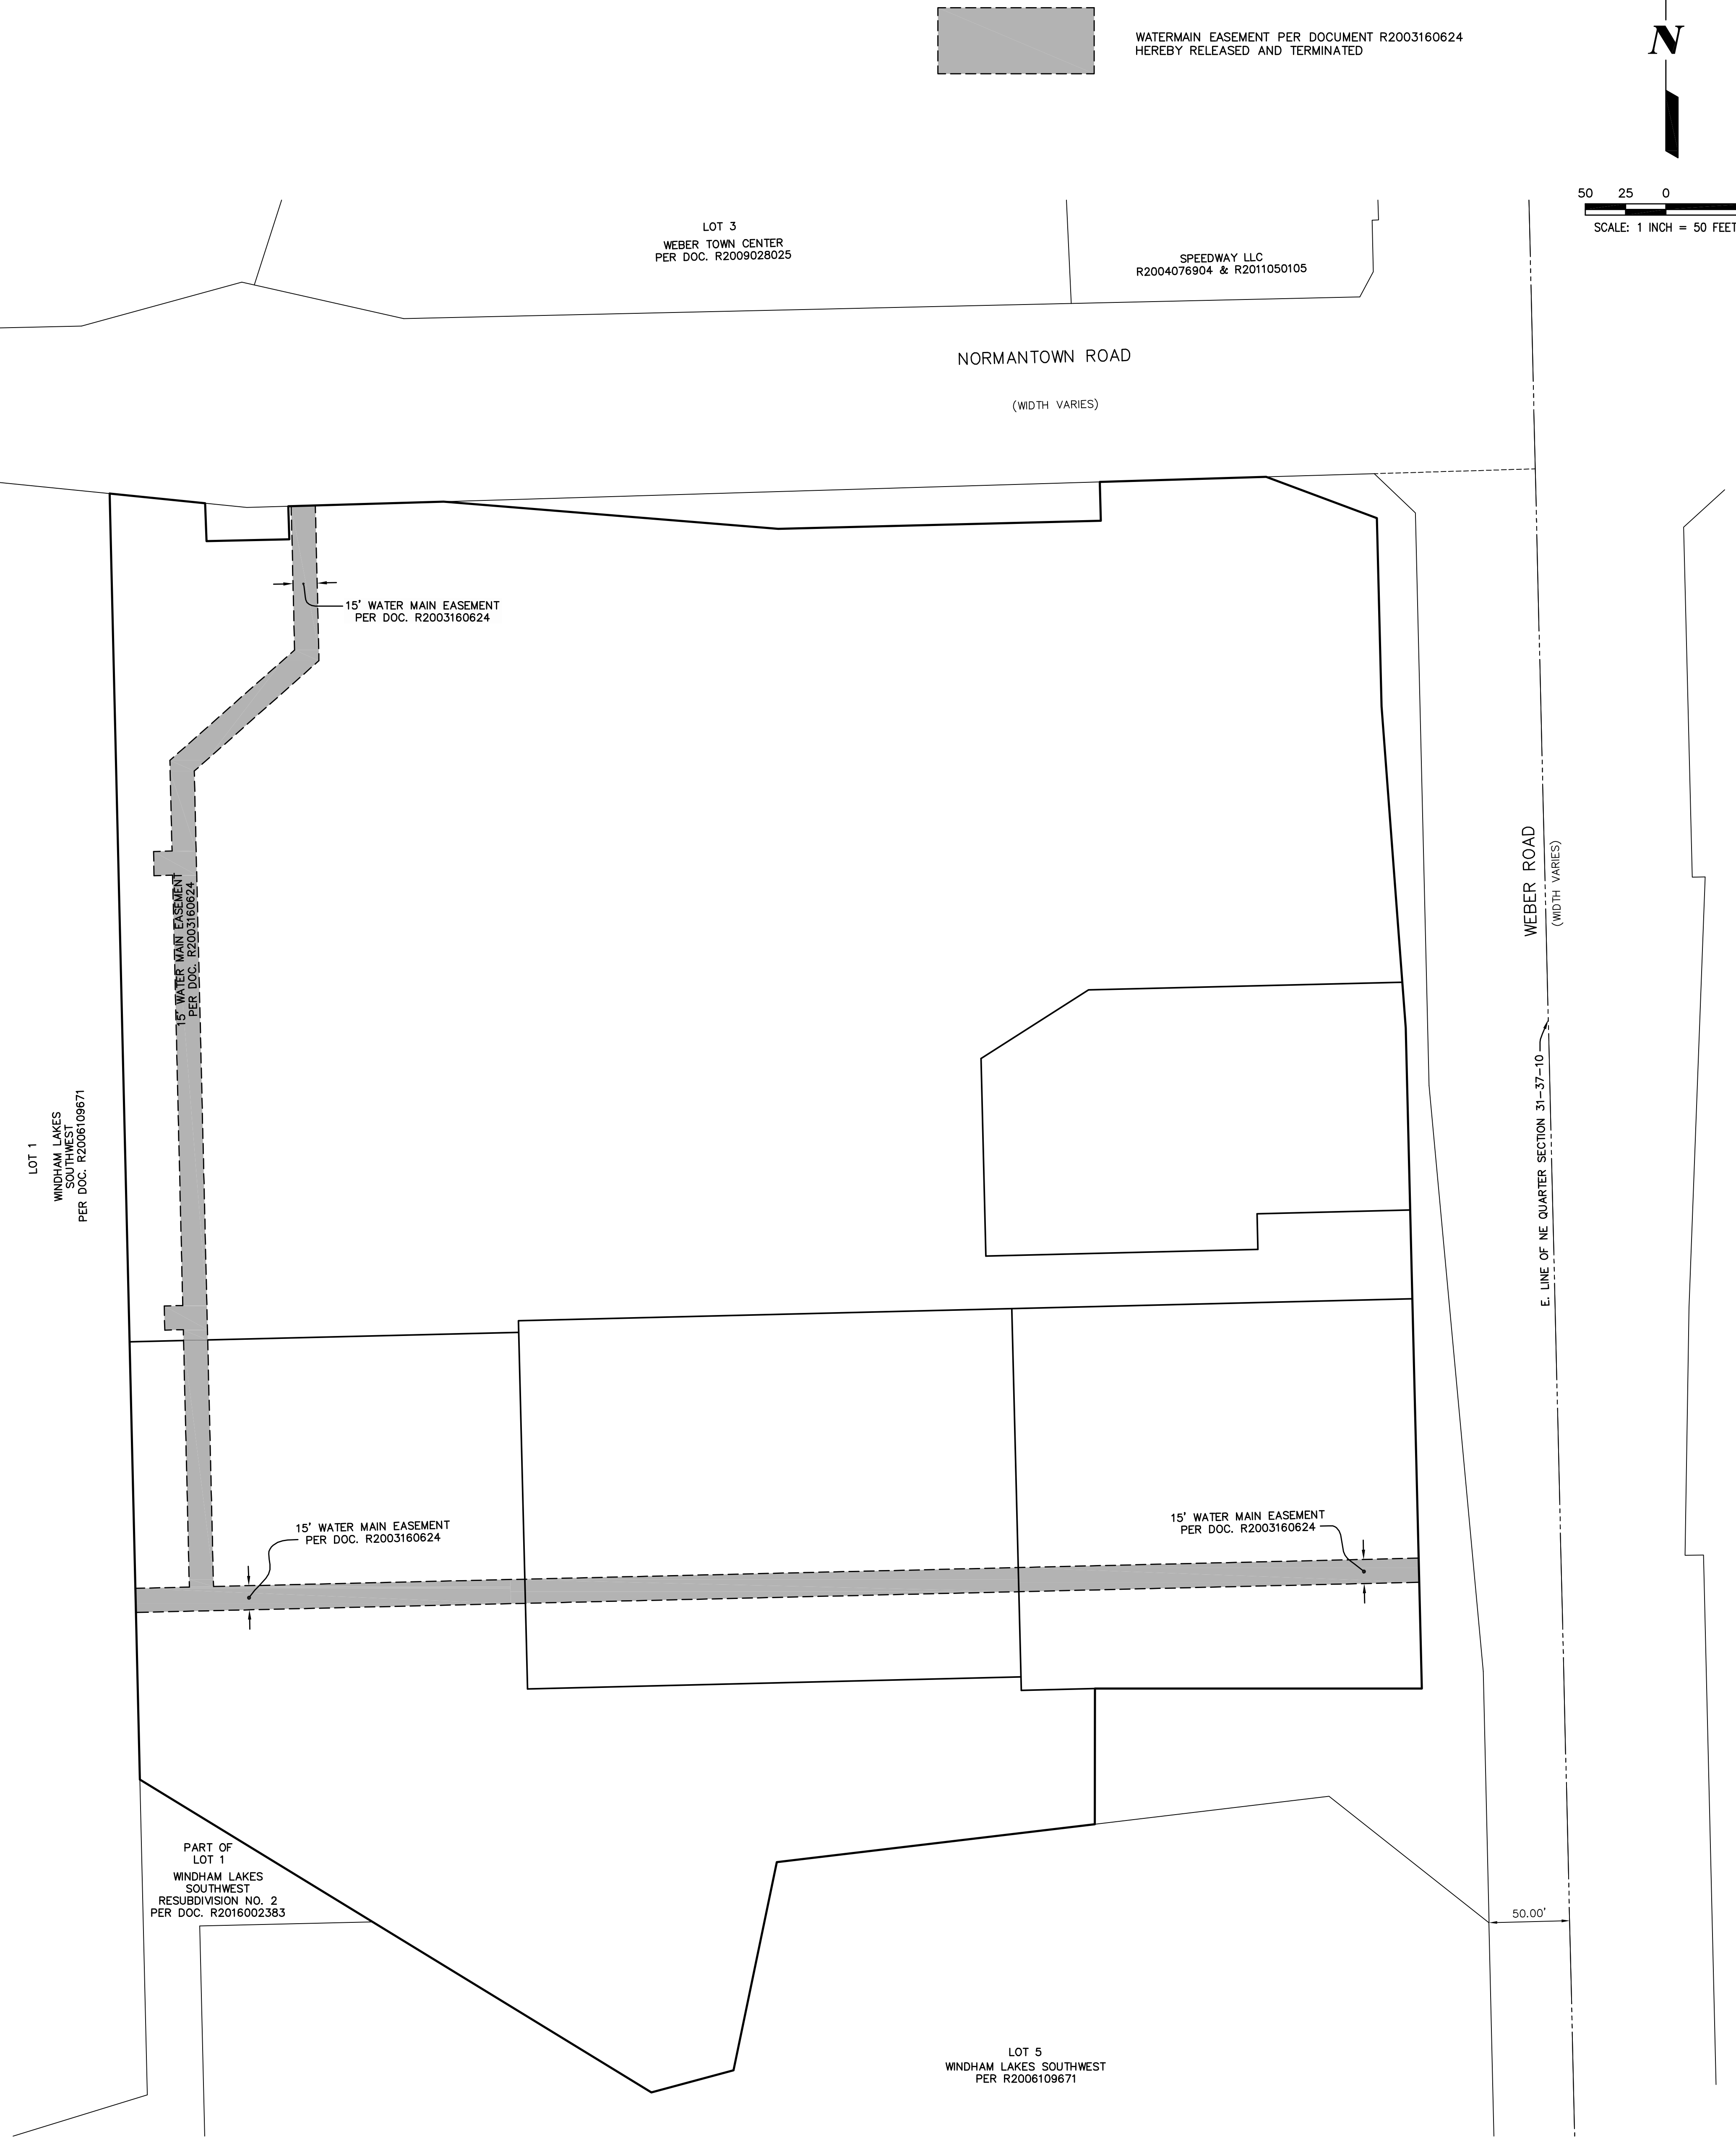 WATERMAIN EASEMENT PER DOCUMENT R2003160624
HEREBY RELEASED AND TERMINATED
N
50 25 0
SCALE: 1 INCH = 50 FEET
LOT 3
WEBER TOWN CENTER
PER DOC. R2009028025
SPEEDWAY LLC
R2004076904 & R2011050105
NORMANTOWN ROAD
(WIDTH VARIES)
15' WATER MAIN EASEMENT
PER DOC. R2003160624
15' WATER MAIN EASEMENT
PER DOC. R2003160624
WEBER ROAD
(WIDTH VARIES)
E. LINE OF NE QUARTER SECTION 31-37-10
LOT 1
WINDHAM LAKES
SOUTHWEST
PER DOC. R2006109671
15' WATER MAIN EASEMENT
PER DOC. R2003160624
15' WATER MAIN EASEMENT
PER DOC. R2003160624
PART OF
LOT 1
WINDHAM LAKES
SOUTHWEST
RESUBDIVISION NO. 2
PER DOC. R2016002383
50.00'
LOT 5
WINDHAM LAKES SOUTHWEST
PER R2006109671